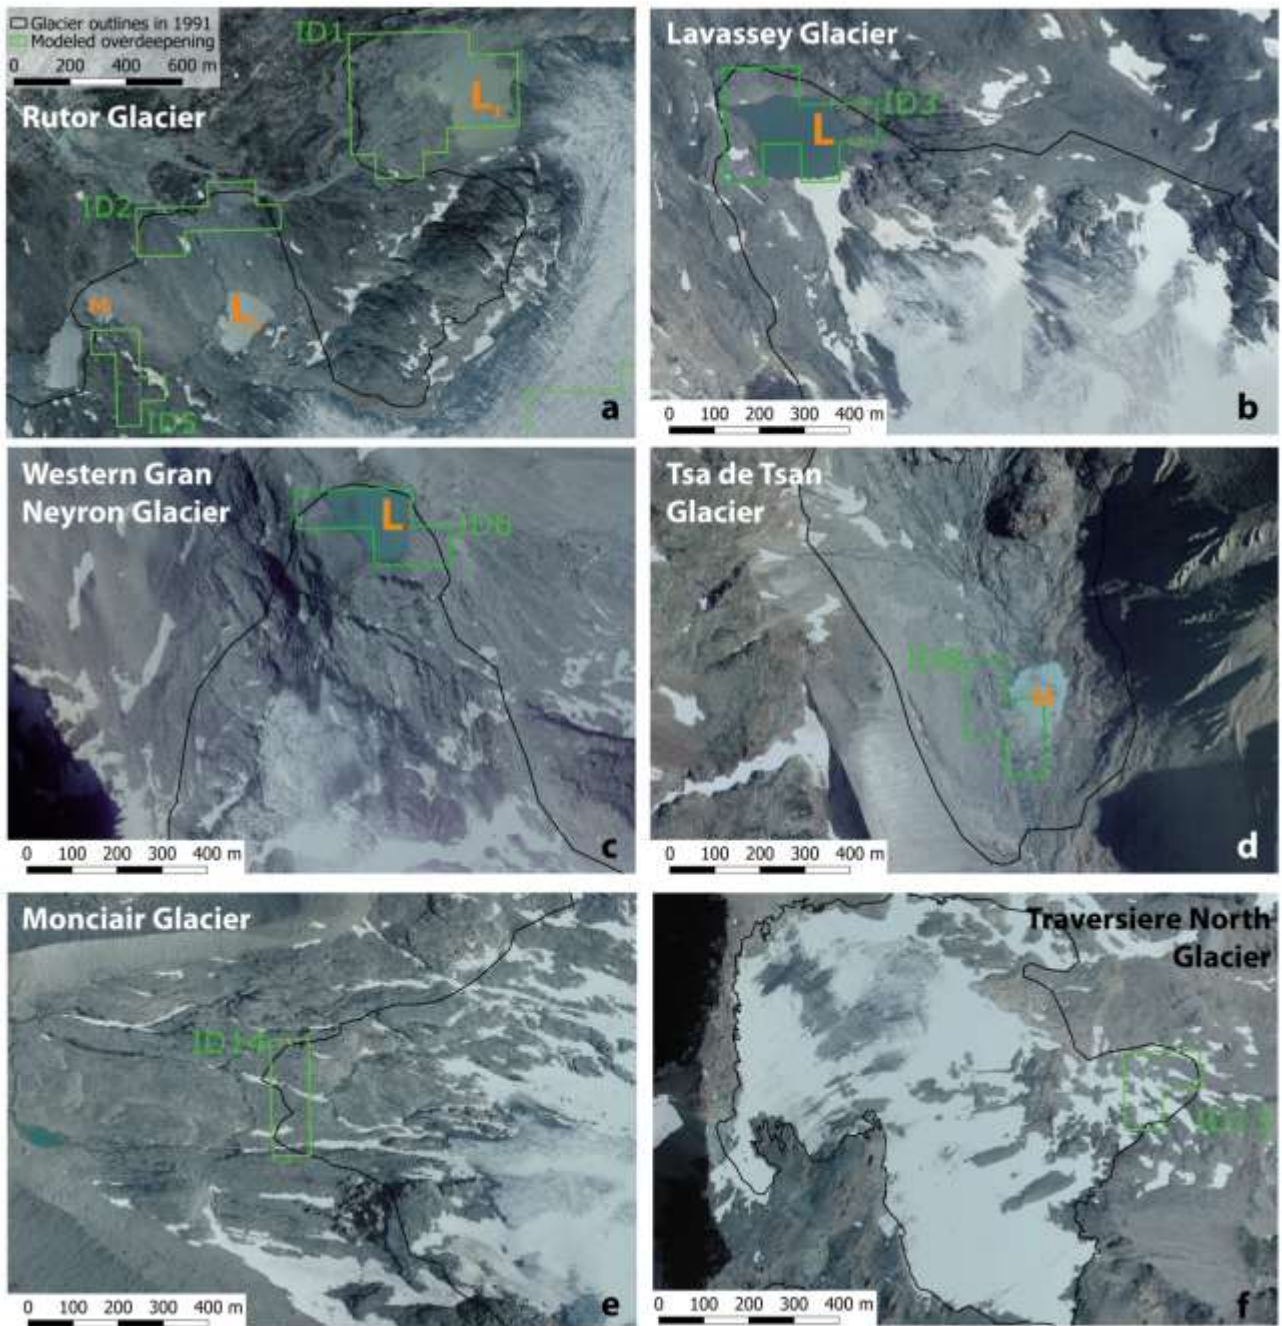 Glacier outlines in 1991
Modeled overdeepening
0 200 400 600 m
Rutor Glacier
ID1
L
ID2
M
L
ID5
a
Lavassey Glacier
ID3
L
0 100 200 300 400 m
b
Western Gran
Neyron Glacier
L
ID6
0 100 200 300 400 m
c
Tsa de Tsan
Glacier
0 100 200 300 400 m
d
Monciair Glacier
ID14
0 100 200 300 400 m
e
Traversiere North
Glacier
0 100 200 300 400 m
f